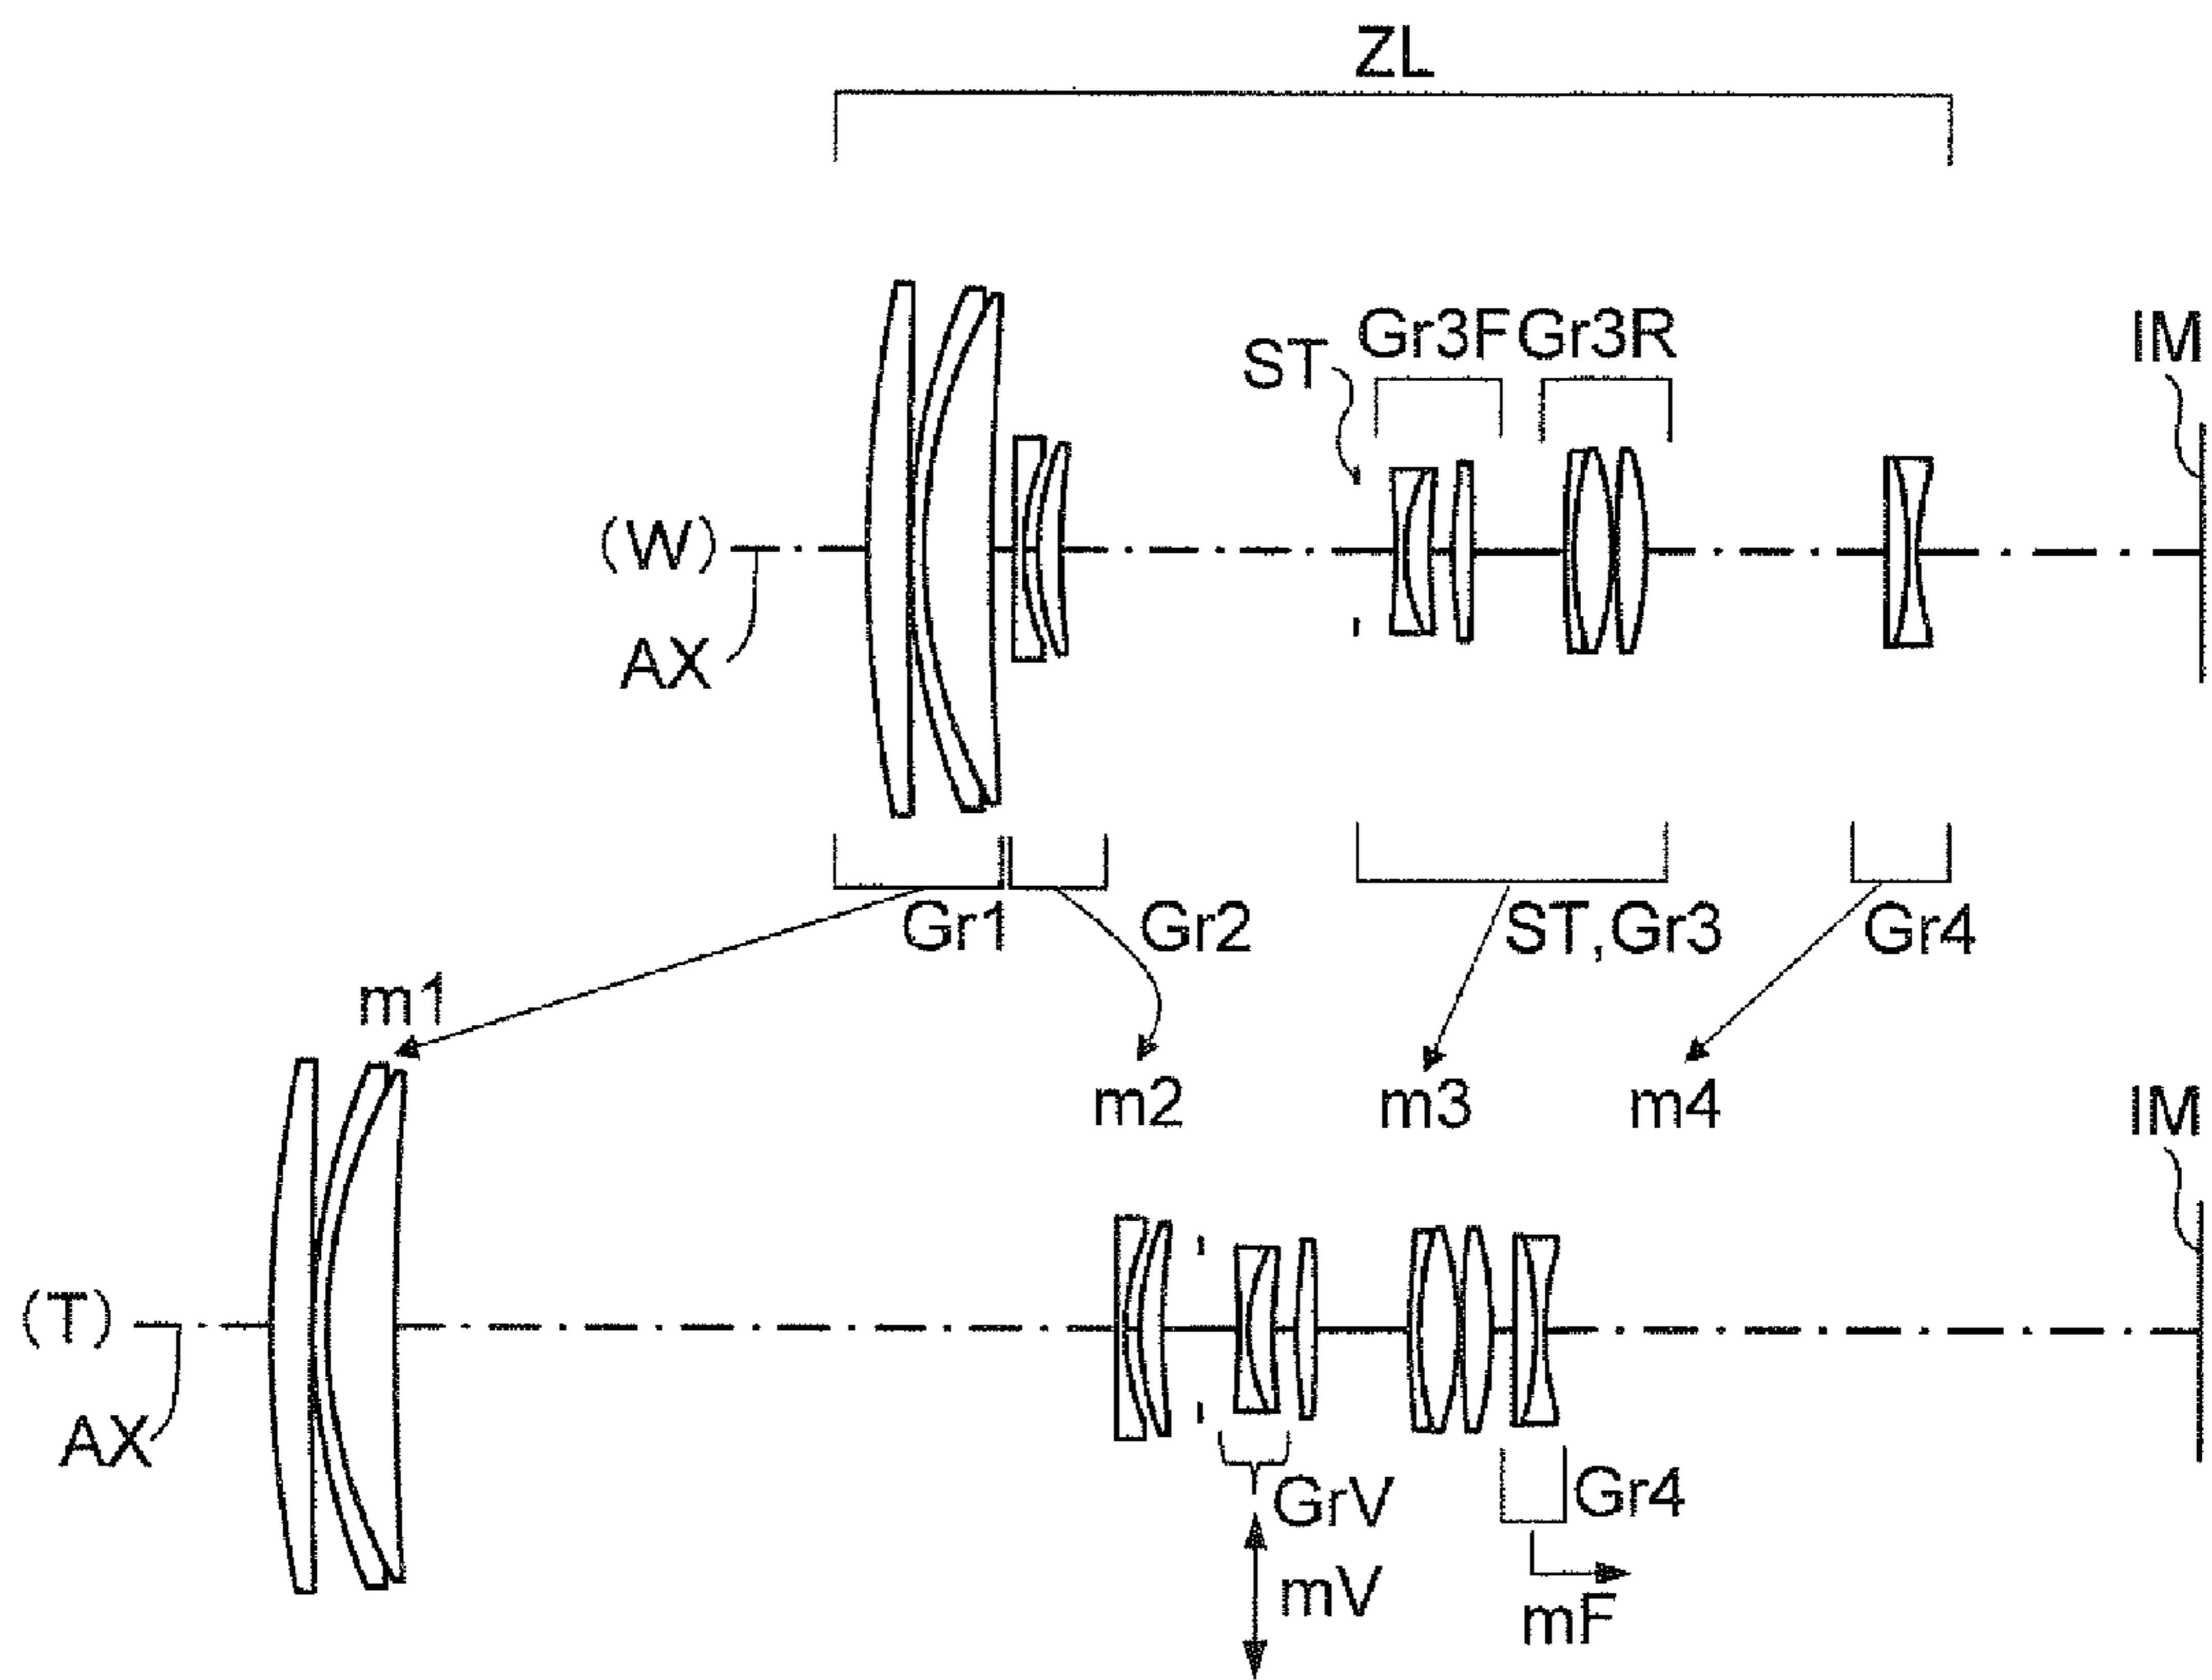 ZL
Gr3F Gr3R
IM
ST
(W)
AX
Gr1 Gr2 ST,Gr3 Gr4
m1
m2 m3 m4
IM
(T)
AX
GrV Gr4
mV
mF